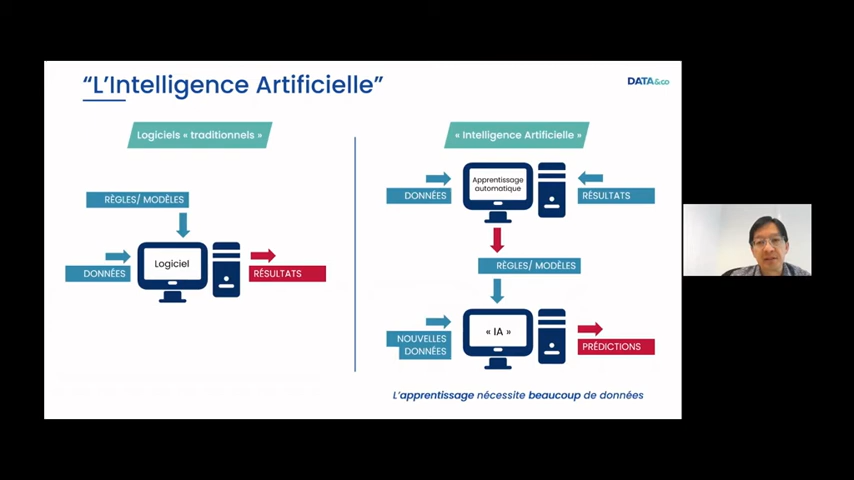 “L’Intelligence Artificielle”
DATA&co
Logiciels « traditionnels »
RÈGLES/ MODÈLES
DONNÉES
Logiciel
RÉSULTATS
« Intelligence Artificielle »
DONNÉES
Apprentissage
automatique
RÉSULTATS
RÈGLES/ MODÈLES
NOUVELLES
DONNÉES
« IA »
PRÉDICTIONS
L’apprentissage nécessite beaucoup de données